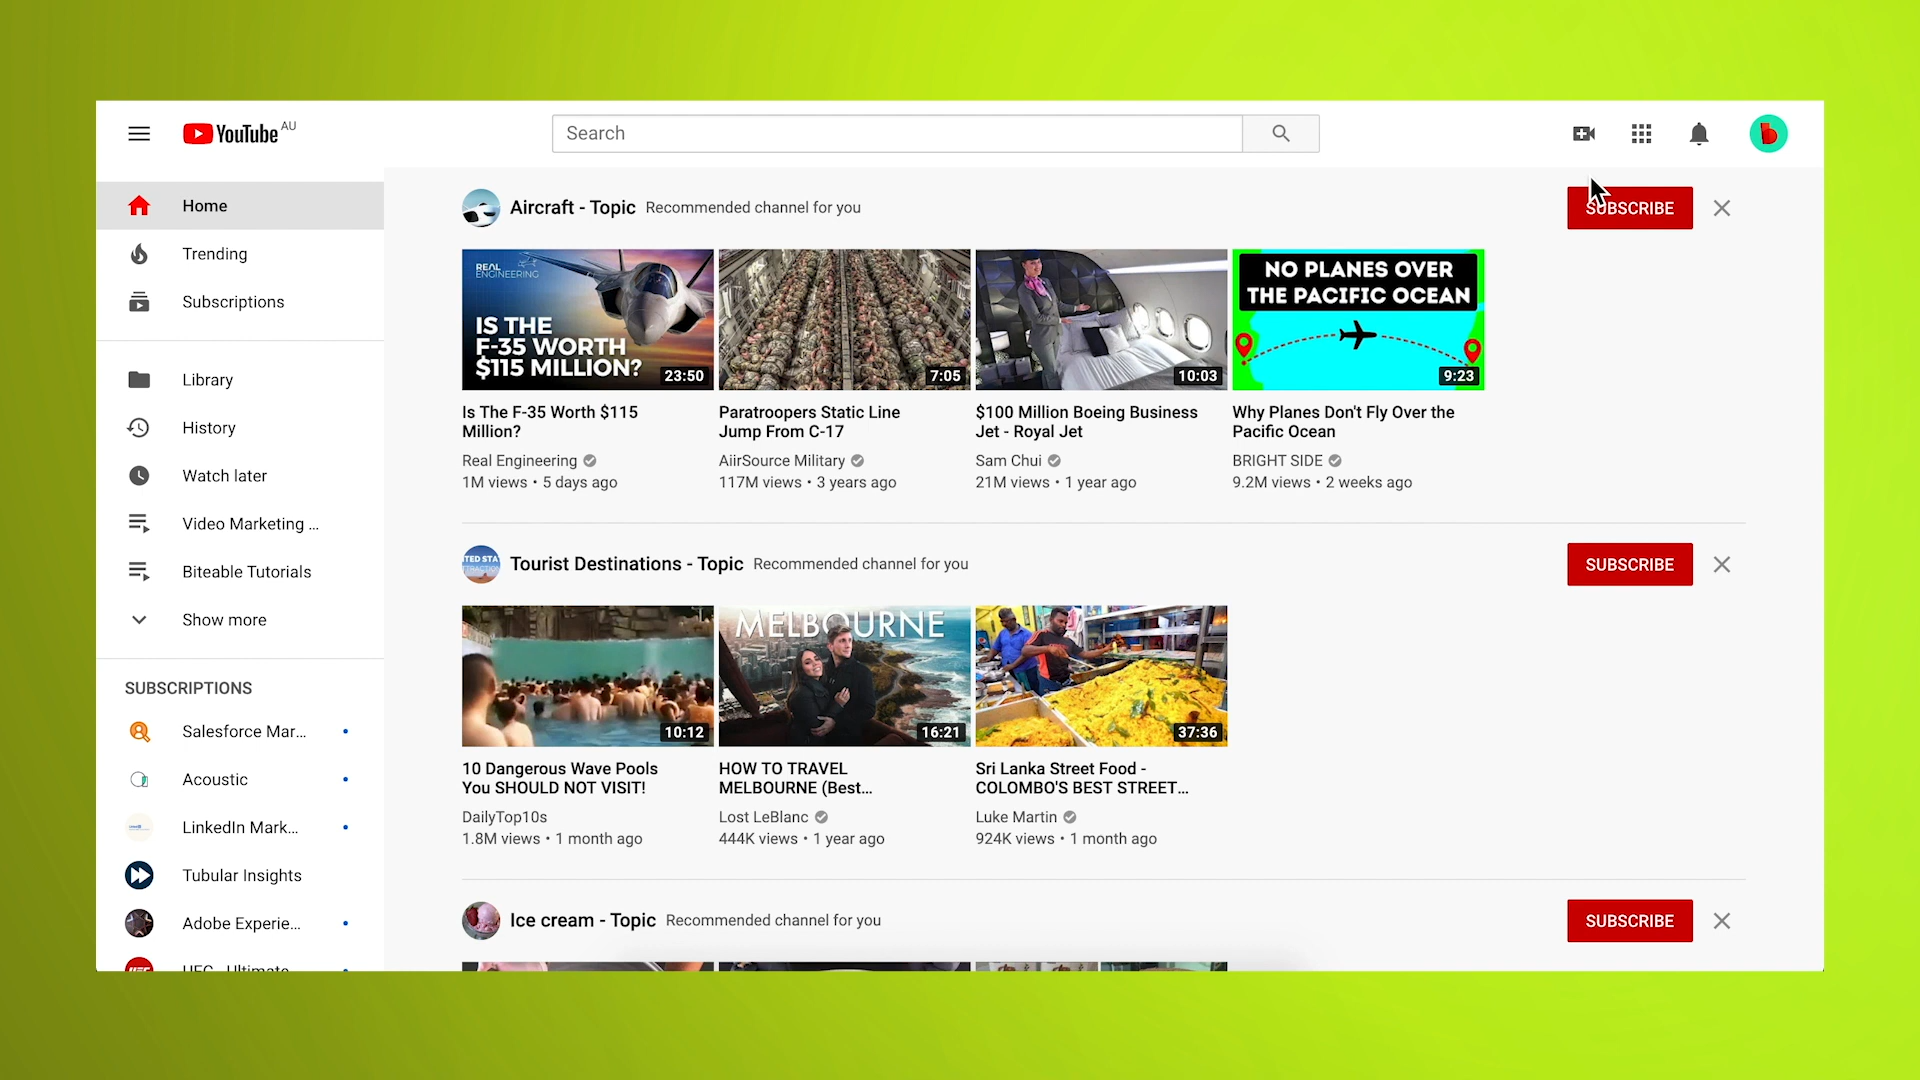 YouTube AU
Search
Home
Trending
Subscriptions
Library
History
Watch later
Video Marketing ...
Biteable Tutorials
Show more
SUBSCRIPTIONS
Salesforce Mar...
Acoustic
LinkedIn Mark...
Tubular Insights
Adobe Experie...
UFC - Ultimate
Aircraft - Topic Recommended channel for you
SUBSCRIBE
REAL
ENGINEERING
IS THE
F-35 WORTH
$115 MILLION?
23:50
7:05
10:03
NO PLANES OVER
THE PACIFIC OCEAN
9:23
Is The F-35 Worth $115
Million?
Real Engineering
1M views • 5 days ago
Paratroopers Static Line
Jump From C-17
AiirSource Military
117M views • 3 years ago
$100 Million Boeing Business
Jet - Royal Jet
Sam Chui
21M views • 1 year ago
Why Planes Don't Fly Over the
Pacific Ocean
BRIGHT SIDE
9.2M views • 2 weeks ago
Tourist Destinations - Topic Recommended channel for you
SUBSCRIBE
10:12
MELBOURNE
16:21
37:36
10 Dangerous Wave Pools
You SHOULD NOT VISIT!
DailyTop10s
1.8M views • 1 month ago
HOW TO TRAVEL
MELBOURNE (Best...
Lost LeBlanc
444K views • 1 year ago
Sri Lanka Street Food -
COLOMBO'S BEST STREET...
Luke Martin
924K views • 1 month ago
Ice cream - Topic Recommended channel for you
SUBSCRIBE